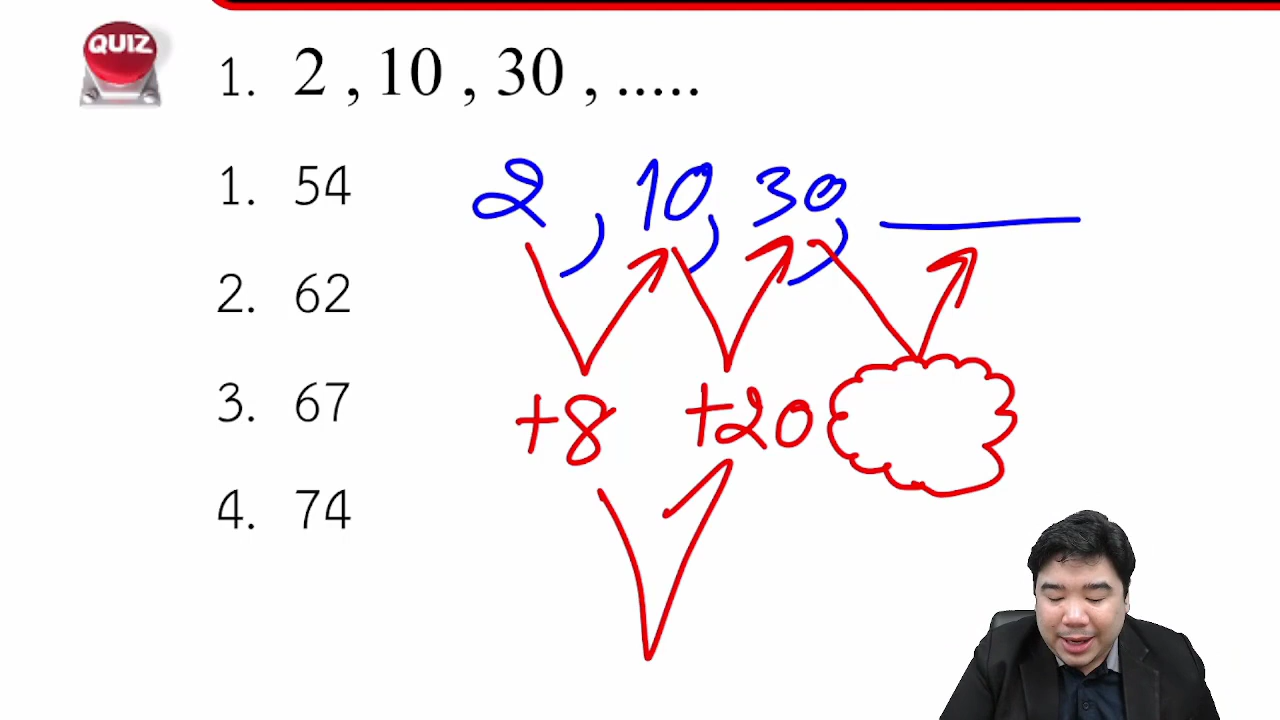 QUIZ
1. 2 , 10 , 30 , .....
1. 54
2. 62
3. 67
4. 74
2 , 10 , 30 ,
+8 +20